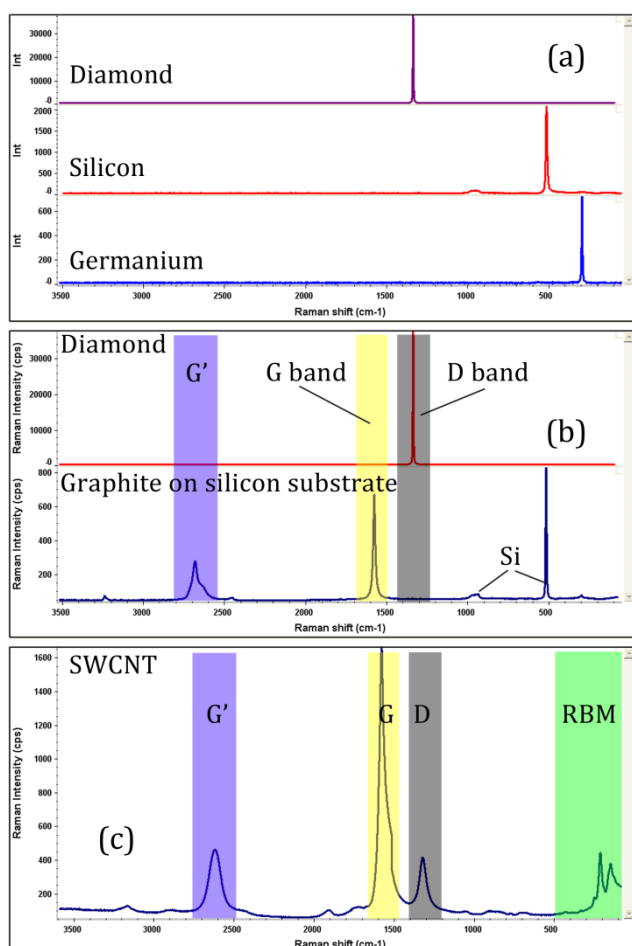 30000
20000
10000
.0
Int
Diamond
(a)
2000
1500
1000
500
.0
Int
Silicon
600
400
200
.0
Int
Germanium
3500 3000 2500 2000 1500 1000 500
Raman shift (cm-1)
Diamond
G’
G band
D band
(b)
30000
20000
10000
.0
Raman Intensity (cps)
Graphite on silicon substrate
Si
800
600
400
200
Raman Intensity (cps)
3500 3000 2500 2000 1500 1000 500
Raman shift (cm-1)
SWCNT
G’ G D RBM
(c)
1600
1400
1200
1000
800
600
400
200
Raman Intensity (cps)
3500 3000 2500 2000 1500 1000 500
Raman shift (cm-1)